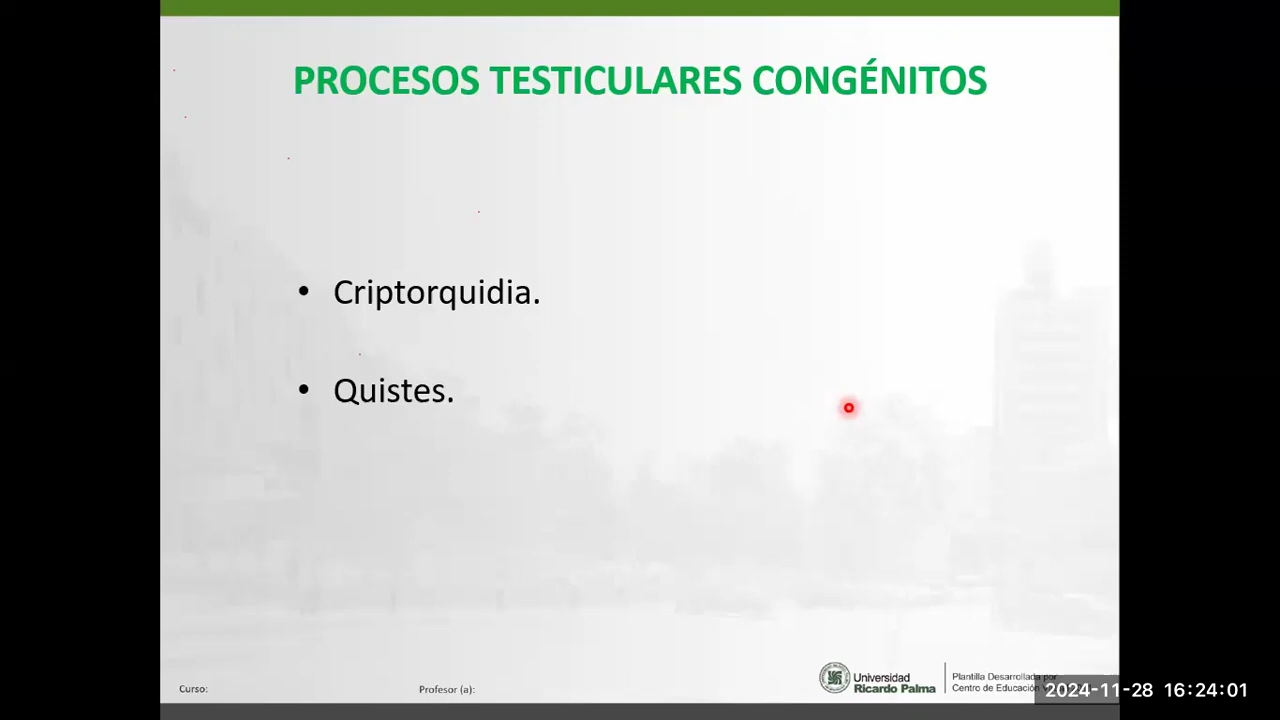 PROCESOS TESTICULARES CONGÉNITOS
• Criptorquidia.
• Quistes.
Curso:
Profesor (a):
Universidad
Ricardo Palma
Plantilla Desarrollada por
Centro de Educación
2024-11-28 16:24:01